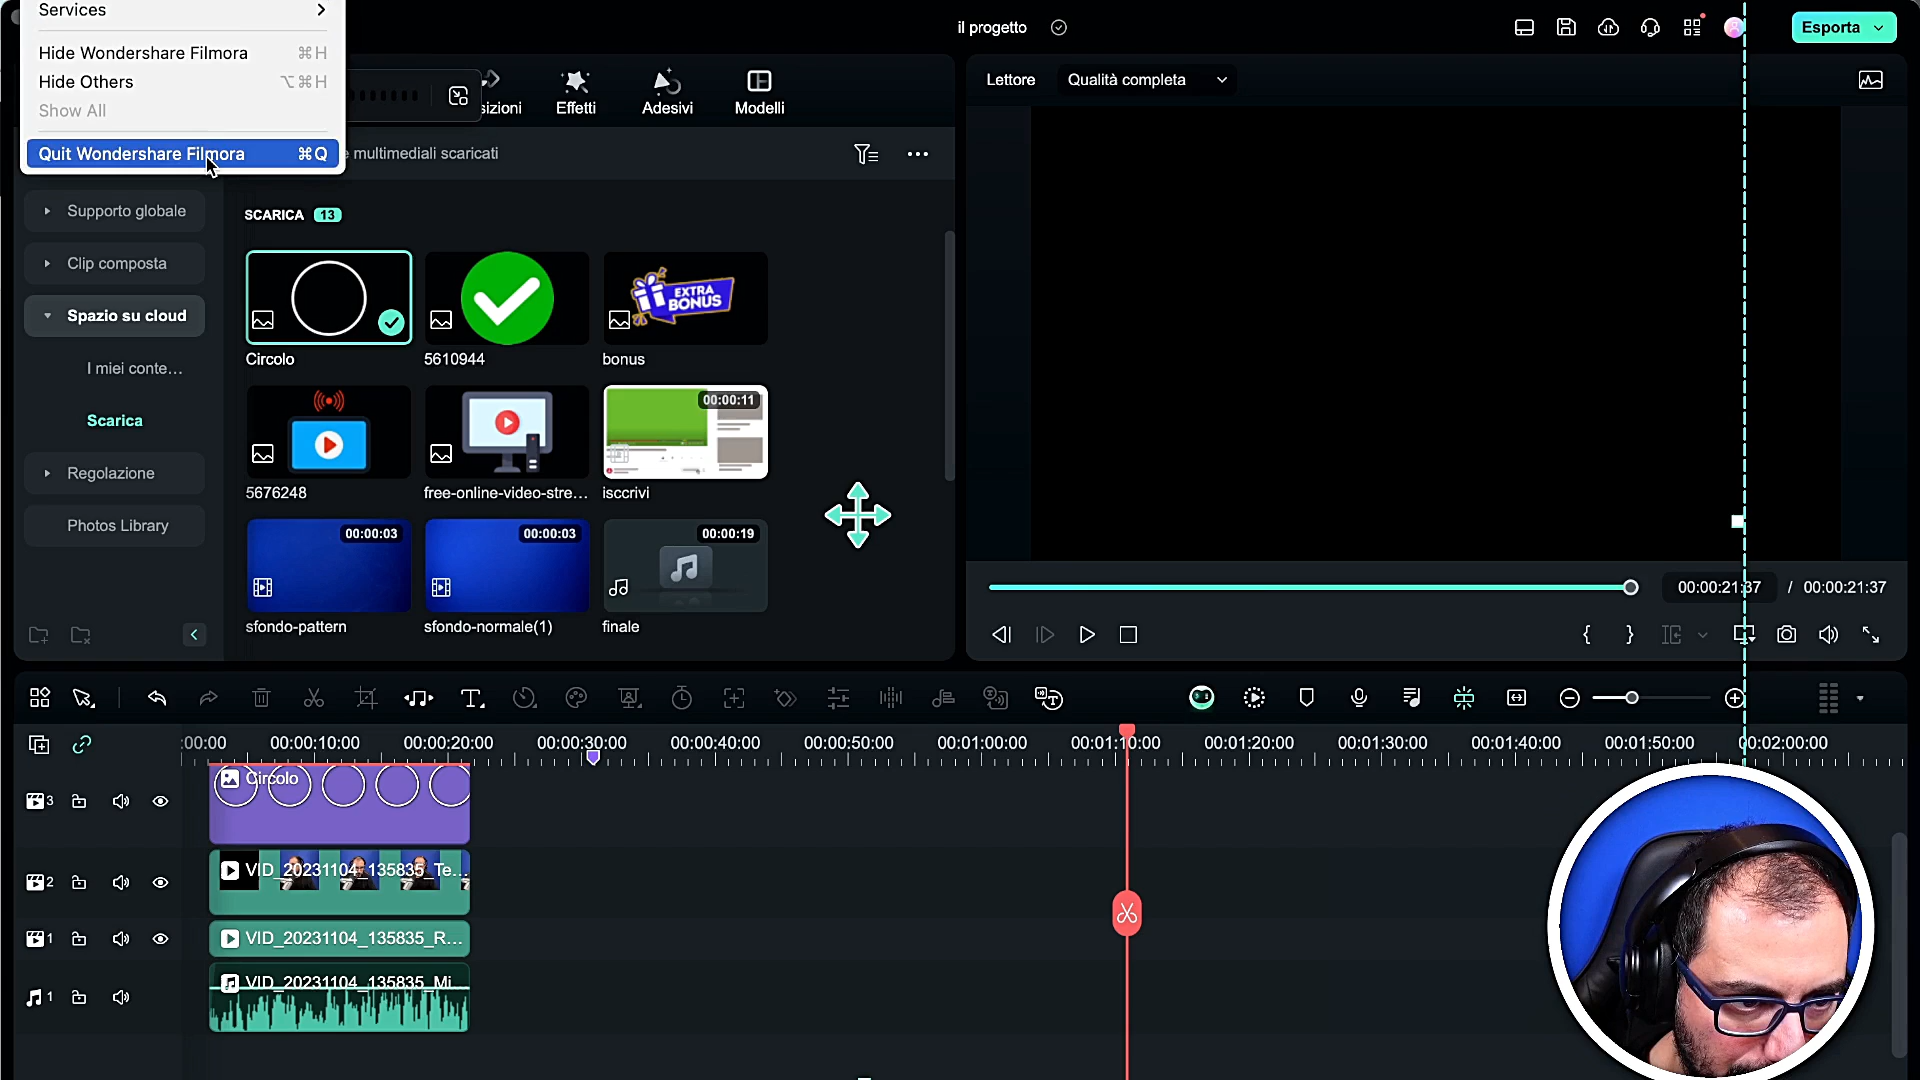 Services
Hide Wondershare Filmora ⌘H
Hide Others ⌥⌘H
Show All
Quit Wondershare Filmora ⌘Q
il progetto
Esporta
sizioni
Effetti
Adesivi
Modelli
Lettore
Qualità completa
e multimediali scaricati
Supporto globale
Clip composta
Spazio su cloud
I miei conte...
Scarica
Regolazione
Photos Library
SCARICA 13
EXTRA BONUS
Circolo
5610944
bonus
00:00:11
5676248
free-online-video-stre...
isccrivi
00:00:03
00:00:03
00:00:19
sfondo-pattern
sfondo-normale(1)
finale
00:00:21:37 / 00:00:21:37
:00:00
00:00:10:00
00:00:20:00
00:00:30:00
00:00:40:00
00:00:50:00
00:01:00:00
00:01:10:00
00:01:20:00
00:01:30:00
00:01:40:00
00:01:50:00
00:02:00:00
3
Circolo
2
VID_20231104_135835_Te...
1
VID_20231104_135835_R...
1
VID_20231104_135835_Mi...